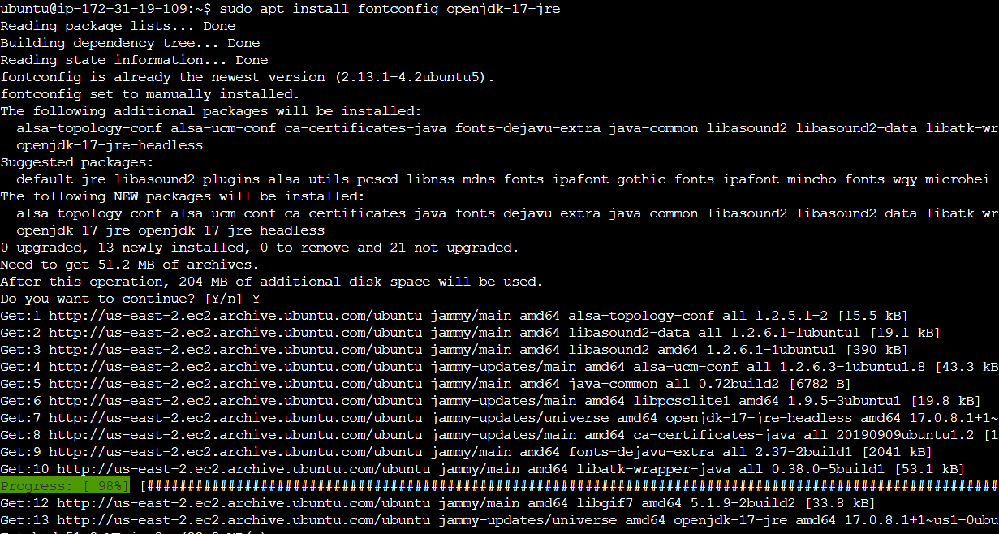 ubuntu@ip-172-31-19-109:~$ sudo apt install fontconfig openjdk-17-jre
Reading package lists... Done
Building dependency tree... Done
Reading state information... Done
fontconfig is already the newest version (2.13.1-4.2ubuntu5).
fontconfig set to manually installed.
The following additional packages will be installed:
  alsa-topology-conf alsa-ucm-conf ca-certificates-java fonts-dejavu-extra java-common libasound2 libasound2-data libatk-wr
  openjdk-17-jre-headless
Suggested packages:
  default-jre libasound2-plugins alsa-utils pcscd libnss-mdns fonts-ipafont-gothic fonts-ipafont-mincho fonts-wqy-microhei
The following NEW packages will be installed:
  alsa-topology-conf alsa-ucm-conf ca-certificates-java fonts-dejavu-extra java-common libasound2 libasound2-data libatk-wr
  openjdk-17-jre openjdk-17-jre-headless
0 upgraded, 13 newly installed, 0 to remove and 21 not upgraded.
Need to get 51.2 MB of archives.
After this operation, 204 MB of additional disk space will be used.
Do you want to continue? [Y/n] Y
Get:1 http://us-east-2.ec2.archive.ubuntu.com/ubuntu jammy/main amd64 alsa-topology-conf all 1.2.5.1-2 [15.5 kB]
Get:2 http://us-east-2.ec2.archive.ubuntu.com/ubuntu jammy/main amd64 libasound2-data all 1.2.6.1-1ubuntu1 [19.1 kB]
Get:3 http://us-east-2.ec2.archive.ubuntu.com/ubuntu jammy/main amd64 libasound2 amd64 1.2.6.1-1ubuntu1 [390 kB]
Get:4 http://us-east-2.ec2.archive.ubuntu.com/ubuntu jammy-updates/main amd64 alsa-ucm-conf all 1.2.6.3-1ubuntu1.8 [43.3 kB
Get:5 http://us-east-2.ec2.archive.ubuntu.com/ubuntu jammy/main amd64 java-common all 0.72build2 [6782 B]
Get:6 http://us-east-2.ec2.archive.ubuntu.com/ubuntu jammy-updates/main amd64 libpcsclite1 amd64 1.9.5-3ubuntu1 [19.8 kB]
Get:7 http://us-east-2.ec2.archive.ubuntu.com/ubuntu jammy-updates/universe amd64 openjdk-17-jre-headless amd64 17.0.8.1+1~
Get:8 http://us-east-2.ec2.archive.ubuntu.com/ubuntu jammy-updates/main amd64 ca-certificates-java all 20190909ubuntu1.2 [1
Get:9 http://us-east-2.ec2.archive.ubuntu.com/ubuntu jammy/main amd64 fonts-dejavu-extra all 2.37-2build1 [2041 kB]
Get:10 http://us-east-2.ec2.archive.ubuntu.com/ubuntu jammy/main amd64 libatk-wrapper-java all 0.38.0-5build1 [53.1 kB]
Progress: [ 98%] [##########################################################################################################
Get:12 http://us-east-2.ec2.archive.ubuntu.com/ubuntu jammy/main amd64 libgif7 amd64 5.1.9-2build2 [33.8 kB]
Get:13 http://us-east-2.ec2.archive.ubuntu.com/ubuntu jammy-updates/universe amd64 openjdk-17-jre amd64 17.0.8.1+1~us1-0ubu